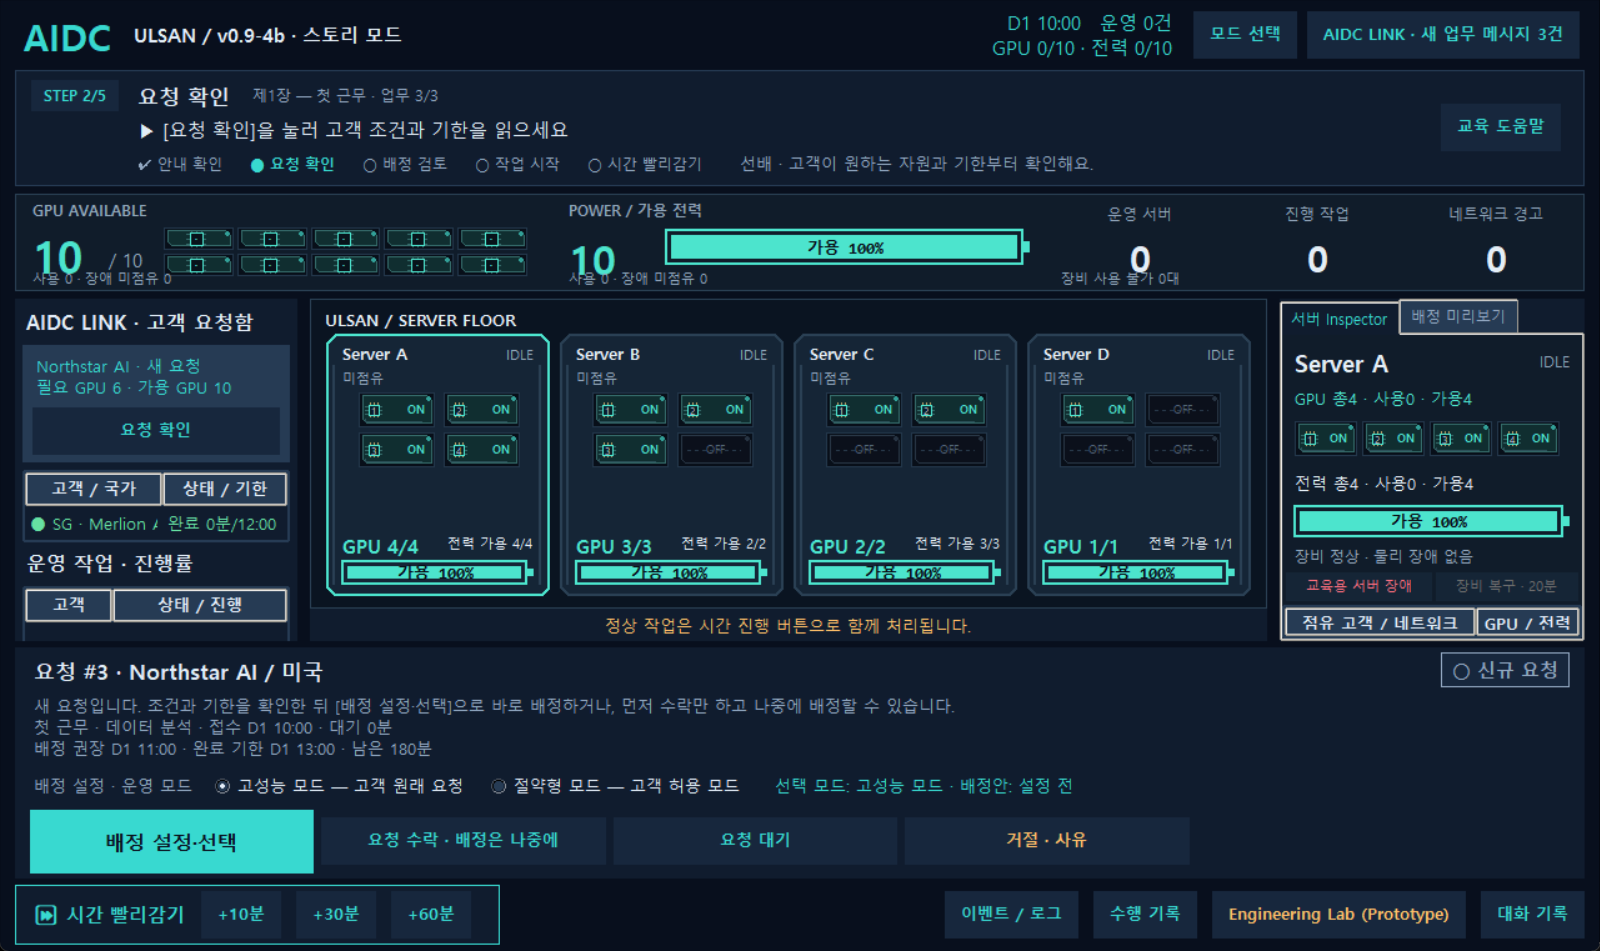 AIDC ULSAN / v0.9-4b · 스토리 모드
D1 10:00 운영 0건
GPU 0/10 · 전력 0/10
모드 선택
AIDC LINK · 새 업무 메시지 3건
STEP 2/5 요청 확인 제1장 — 첫 근무 · 업무 3/3
▶ [요청 확인]을 눌러 고객 조건과 기한을 읽으세요
✓ 안내 확인 ● 요청 확인 ○ 배정 검토 ○ 작업 시작 ○ 시간 빨리감기 선배 · 고객이 원하는 자원과 기한부터 확인해요.
교육 도움말
GPU AVAILABLE
10 / 10
사용 0 · 장애 미점유 0
POWER / 가용 전력
10
가용 100%
사용 0 · 장애 미점유 0
운영 서버
0
장비 사용 불가 0대
진행 작업
0
네트워크 경고
0
AIDC LINK · 고객 요청함
Northstar AI · 새 요청
필요 GPU 6 · 가용 GPU 10
요청 확인
고객 / 국가 상태 / 기한
● SG · Merlion 완료 0분/12:00
운영 작업 · 진행률
고객 상태 / 진행
ULSAN / SERVER FLOOR
Server A IDLE
미점유
1 ON 2 ON
3 ON 4 ON
GPU 4/4 전력 가용 4/4
가용 100%
Server B IDLE
미점유
1 ON 2 ON
3 ON OFF
GPU 3/3 전력 가용 2/2
가용 100%
Server C IDLE
미점유
1 ON 2 ON
OFF OFF
GPU 2/2 전력 가용 3/3
가용 100%
Server D IDLE
미점유
1 ON OFF
OFF OFF
GPU 1/1 전력 가용 1/1
가용 100%
정상 작업은 시간 진행 버튼으로 함께 처리됩니다.
서버 Inspector 배정 미리보기
Server A IDLE
GPU 총4 · 사용0 · 가용4
1 ON 2 ON 3 ON 4 ON
전력 총4 · 사용0 · 가용4
가용 100%
장비 정상 · 물리 장애 없음
교육용 서버 장애 장비 복구 · 20분
점유 고객 / 네트워크 GPU / 전력
요청 #3 · Northstar AI / 미국
○ 신규 요청
새 요청입니다. 조건과 기한을 확인한 뒤 [배정 설정·선택]으로 바로 배정하거나, 먼저 수락만 하고 나중에 배정할 수 있습니다.
첫 근무 · 데이터 분석 · 접수 D1 10:00 · 대기 0분
배정 권장 D1 11:00 · 완료 기한 D1 13:00 · 남은 180분
배정 설정 · 운영 모드 고성능 모드 — 고객 원래 요청 절약형 모드 — 고객 허용 모드 선택 모드: 고성능 모드 · 배정안: 설정 전
배정 설정·선택 요청 수락 · 배정은 나중에 요청 대기 거절 · 사유
시간 빨리감기 +10분 +30분 +60분
이벤트 / 로그 수행 기록 Engineering Lab (Prototype) 대화 기록